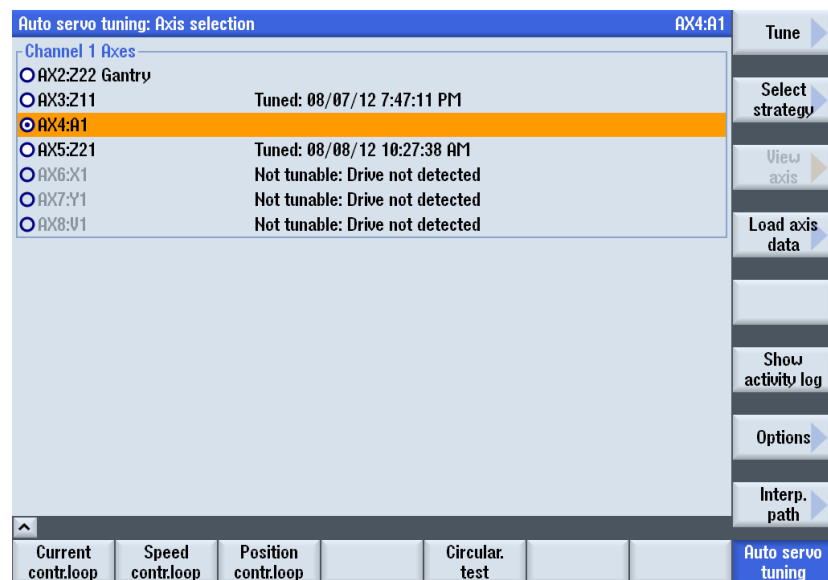 Auto servo tuning: Axis selection AX4:A1
Channel 1 Axes
AX2:Z22 Gantry
AX3:Z11 Tuned: 08/07/12 7:47:11 PM
AX4:A1
AX5:Z21 Tuned: 08/08/12 10:27:38 AM
AX6:X1 Not tunable: Drive not detected
AX7:Y1 Not tunable: Drive not detected
AX8:V1 Not tunable: Drive not detected
Tune
Select
strategy
View
axis
Load axis
data
Show
activity log
Options
Interp.
path
Current
contr.loop
Speed
contr.loop
Position
contr.loop
Circular.
test
Auto servo
tuning